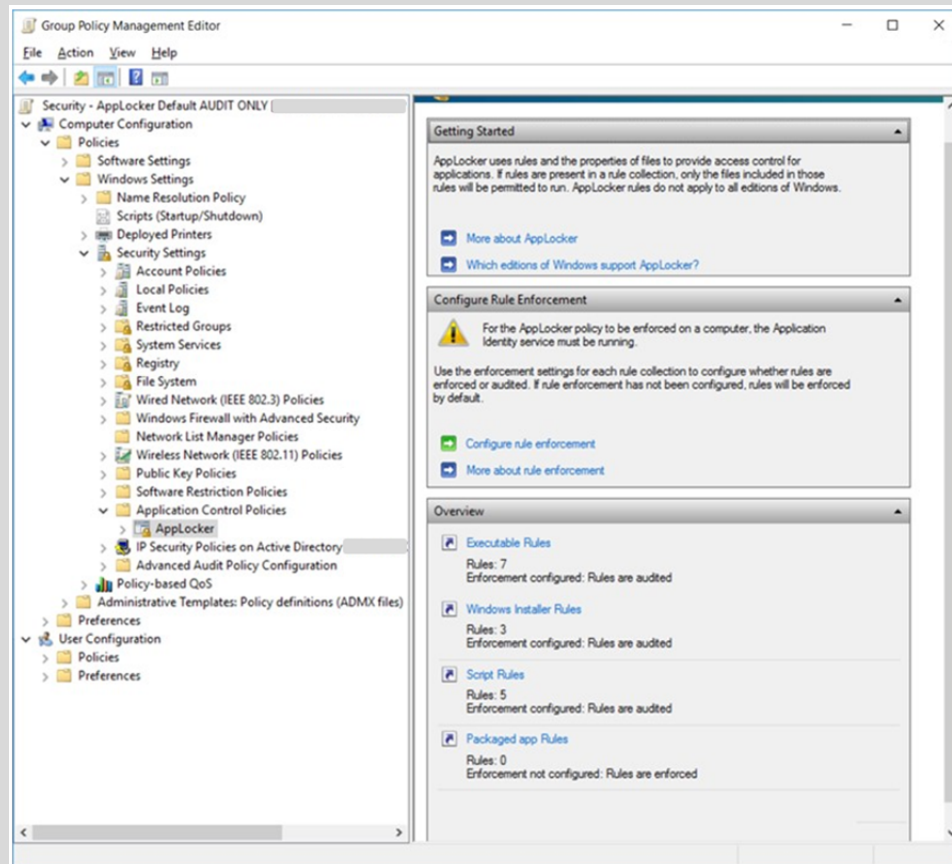 Group Policy Management Editor
File Action View Help
Security - AppLocker Default AUDIT ONLY [
Computer Configuration
Policies
Software Settings
Windows Settings
Name Resolution Policy
Scripts (Startup/Shutdown)
Deployed Printers
Security Settings
Account Policies
Local Policies
Event Log
Restricted Groups
System Services
Registry
File System
Wired Network (IEEE 802.3) Policies
Windows Firewall with Advanced Security
Network List Manager Policies
Wireless Network (IEEE 802.11) Policies
Public Key Policies
Software Restriction Policies
Application Control Policies
AppLocker
IP Security Policies on Active Directory
Advanced Audit Policy Configuration
Policy-based QoS
Administrative Templates: Policy definitions (ADMX files)
Preferences
User Configuration
Policies
Preferences
Getting Started
AppLocker uses rules and the properties of files to provide access control for
applications. If rules are present in a rule collection, only the files included in those
rules will be permitted to run. AppLocker rules do not apply to all editions of Windows.
More about AppLocker
Which editions of Windows support AppLocker?
Configure Rule Enforcement
For the AppLocker policy to be enforced on a computer, the Application
Identity service must be running.
Use the enforcement settings for each rule collection to configure whether rules are
enforced or audited. If rule enforcement has not been configured, rules will be enforced
by default.
Configure rule enforcement
More about rule enforcement
Overview
Executable Rules
Rules: 7
Enforcement configured: Rules are audited
Windows Installer Rules
Rules: 3
Enforcement configured: Rules are audited
Script Rules
Rules: 5
Enforcement configured: Rules are audited
Packaged app Rules
Rules: 0
Enforcement not configured: Rules are enforced